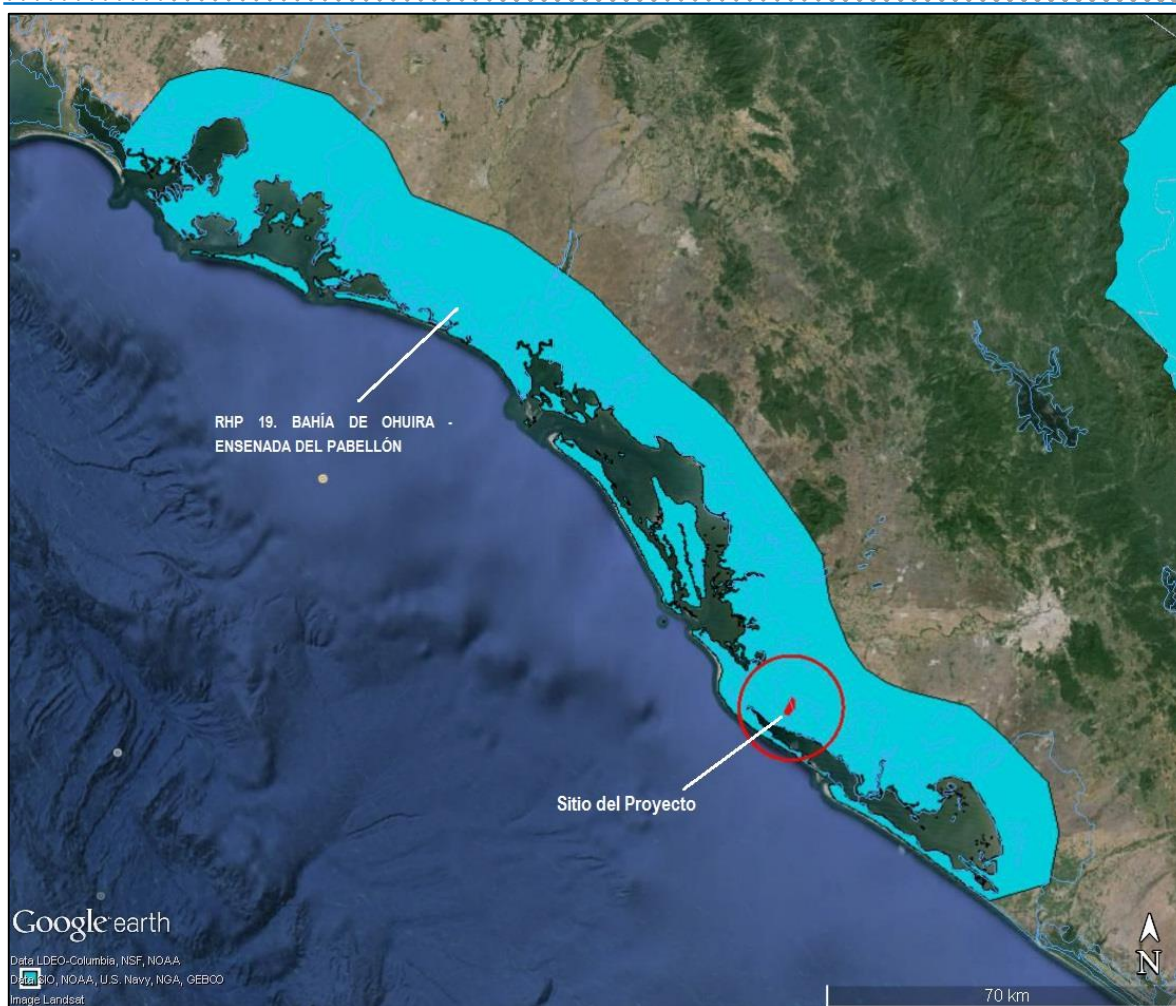 RHP 19. BAHÍA DE OHUIRA -
ENSENADA DEL PABELLÓN
Sitio del Proyecto
Google earth
Data LDEO-Columbia, NSF, NOAA
Data SIO, NOAA, U.S. Navy, NGA, GEBCO
Image Landsat
N
70 km